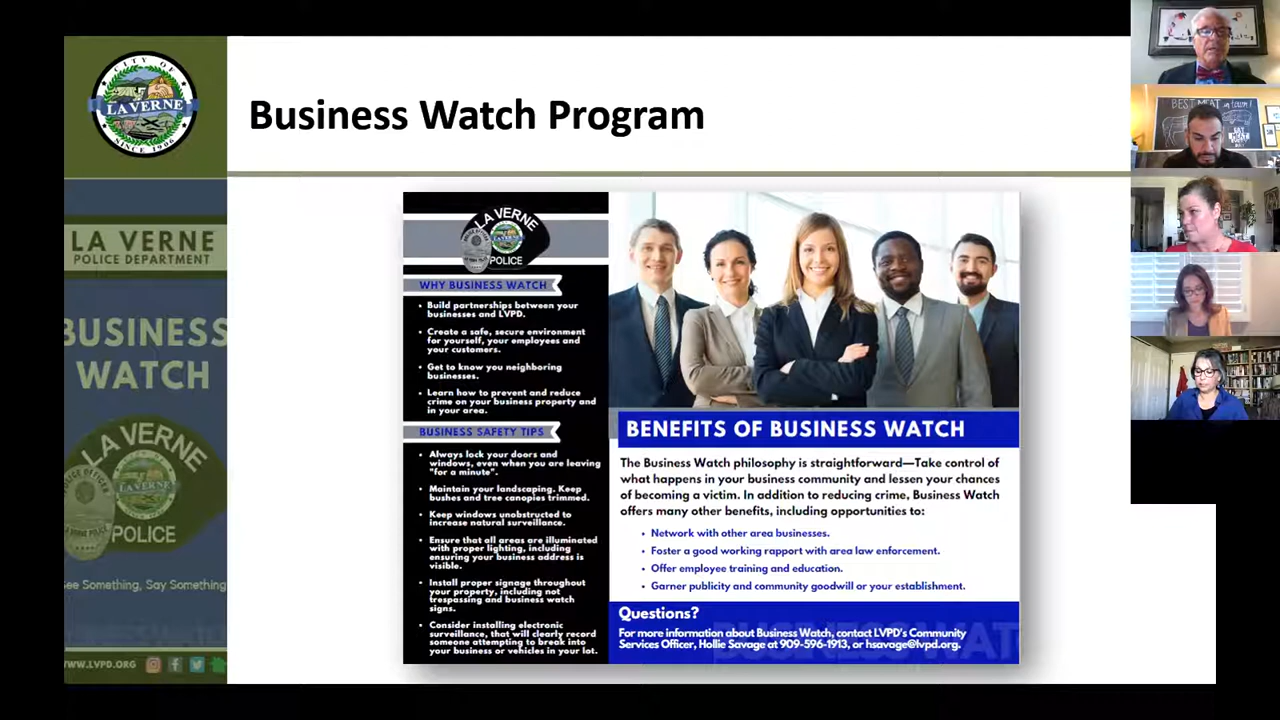 CITY OF
LA VERNE
SINCE 1906
Business Watch Program
LA VERNE
POLICE DEPARTMENT
BUSINESS
WATCH
LA VERNE
POLICE
See Something, Say Something
WWW.LVPD.ORG
LA VERNE
POLICE
WHY BUSINESS WATCH
• Build partnerships between your
businesses and LVPD.
• Create a safe, secure environment
for yourself, your employees and
your customers.
• Get to know you neighboring
businesses.
• Learn how to prevent and reduce
crime on your business property and
in your area.
BUSINESS SAFETY TIPS
• Always lock your doors and
windows, even when you are leaving
"for a minute".
• Maintain your landscaping. Keep
bushes and tree canopies trimmed.
• Keep windows unobstructed to
increase natural surveillance.
• Ensure that all areas are illuminated
with proper lighting, including
ensuring your business address is
visible.
• Install proper signage throughout
your property, including not
trespassing and business watch
signs.
• Consider installing electronic
surveillance, that will clearly record
someone attempting to break into
your business or vehicles in your lot.
BENEFITS OF BUSINESS WATCH
The Business Watch philosophy is straightforward—Take control of
what happens in your business community and lessen your chances
of becoming a victim. In addition to reducing crime, Business Watch
offers many other benefits, including opportunities to:
• Network with other area businesses.
• Foster a good working rapport with area law enforcement.
• Offer employee training and education.
• Garner publicity and community goodwill or your establishment.
Questions?
For more information about Business Watch, contact LVPD's Community
Services Officer, Hollie Savage at 909-596-1913, or hsavage@lvpd.org.
BUSINESS WAT
BEST MEAT in town!
EAT
MEAT